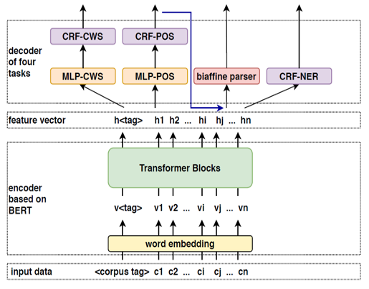 decoder of four tasks
CRF-CWS CRF-POS
MLP-CWS MLP-POS biaffine parser CRF-NER
feature vector h<tag> h1 h2 ... hi hj ... hn
Transformer Blocks
encoder based on BERT
v<tag> v1 v2 ... vi vj ... vn
word embedding
input data <corpus tag> c1 c2 ... ci cj ... cn